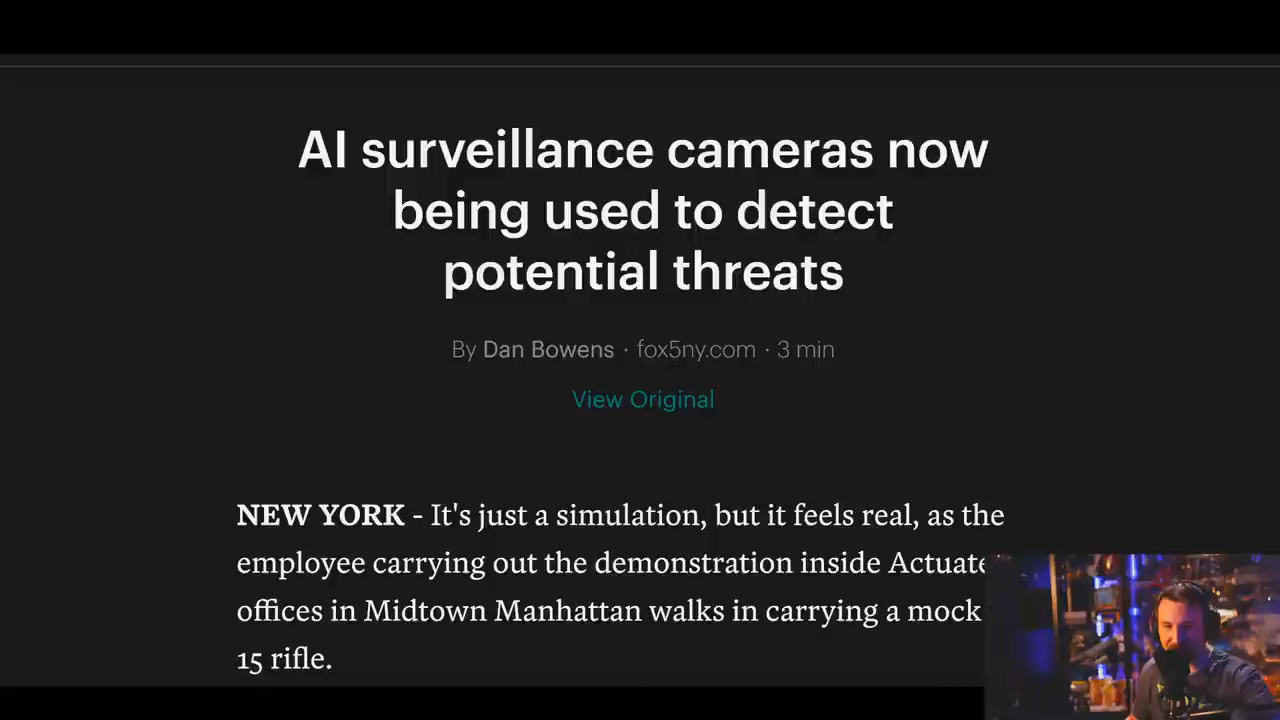 AI surveillance cameras now
being used to detect
potential threats
By Dan Bowens · fox5ny.com · 3 min
View Original
NEW YORK - It's just a simulation, but it feels real, as the
employee carrying out the demonstration inside Actuate
offices in Midtown Manhattan walks in carrying a mock
15 rifle.